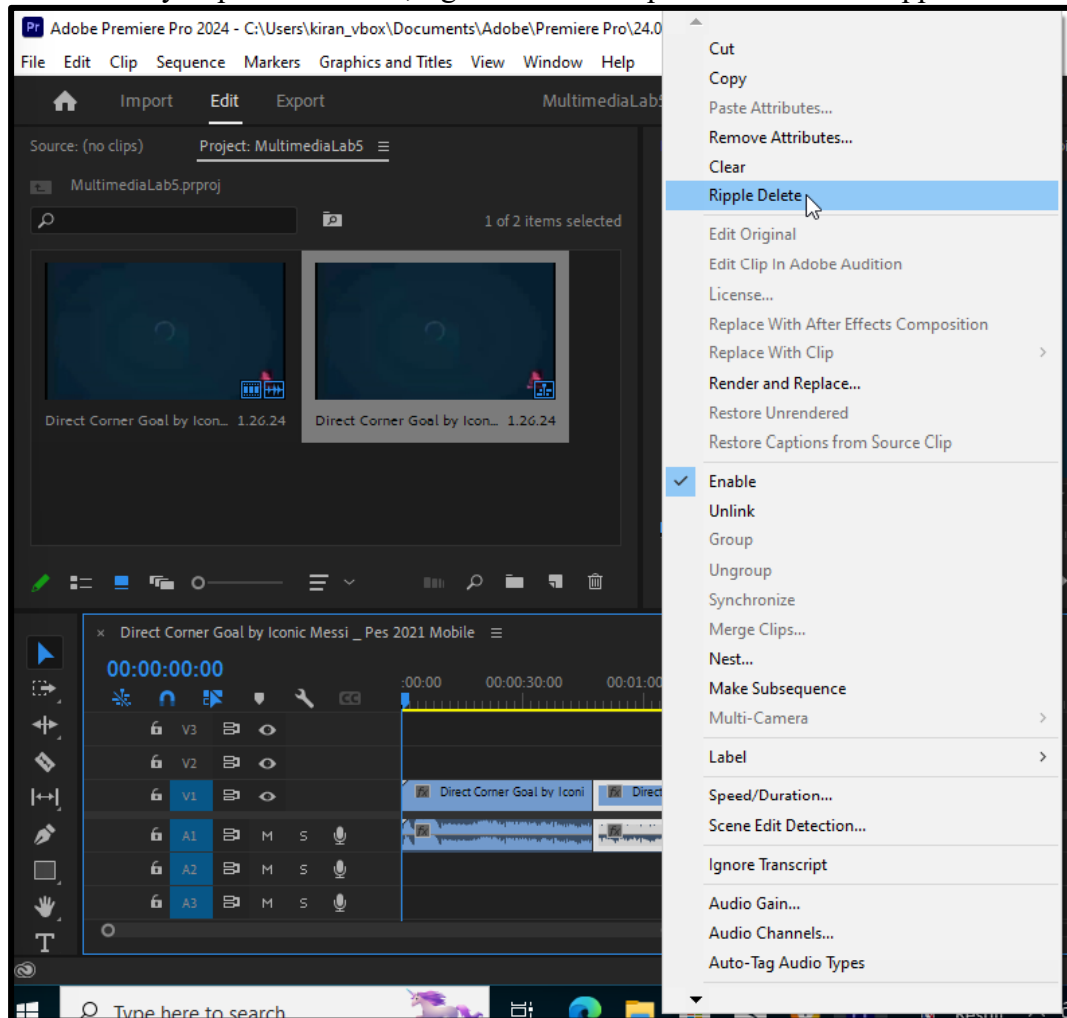 Adobe Premiere Pro 2024 - C:\Users\kiran_vbox\Documents\Adobe\Premiere Pro\24.0
File Edit Clip Sequence Markers Graphics and Titles View Window Help
Import Edit Export MultimediaLab5
Source: (no clips) Project: MultimediaLab5
MultimediaLab5.prproj
1 of 2 items selected
Direct Corner Goal by Icon... 1.26.24 Direct Corner Goal by Icon... 1.26.24
× Direct Corner Goal by Iconic Messi _ Pes 2021 Mobile
00:00:00:00
:00:00 00:00:30:00 00:01:00
V3
V2
V1 fx Direct Corner Goal by Iconi fx Direct
A1 M S fx fx
A2 M S
A3 M S
Type here to search
Cut
Copy
Paste Attributes...
Remove Attributes...
Clear
Ripple Delete
Edit Original
Edit Clip In Adobe Audition
License...
Replace With After Effects Composition
Replace With Clip
Render and Replace...
Restore Unrendered
Restore Captions from Source Clip
Enable
Unlink
Group
Ungroup
Synchronize
Merge Clips...
Nest...
Make Subsequence
Multi-Camera
Label
Speed/Duration...
Scene Edit Detection...
Ignore Transcript
Audio Gain...
Audio Channels...
Auto-Tag Audio Types